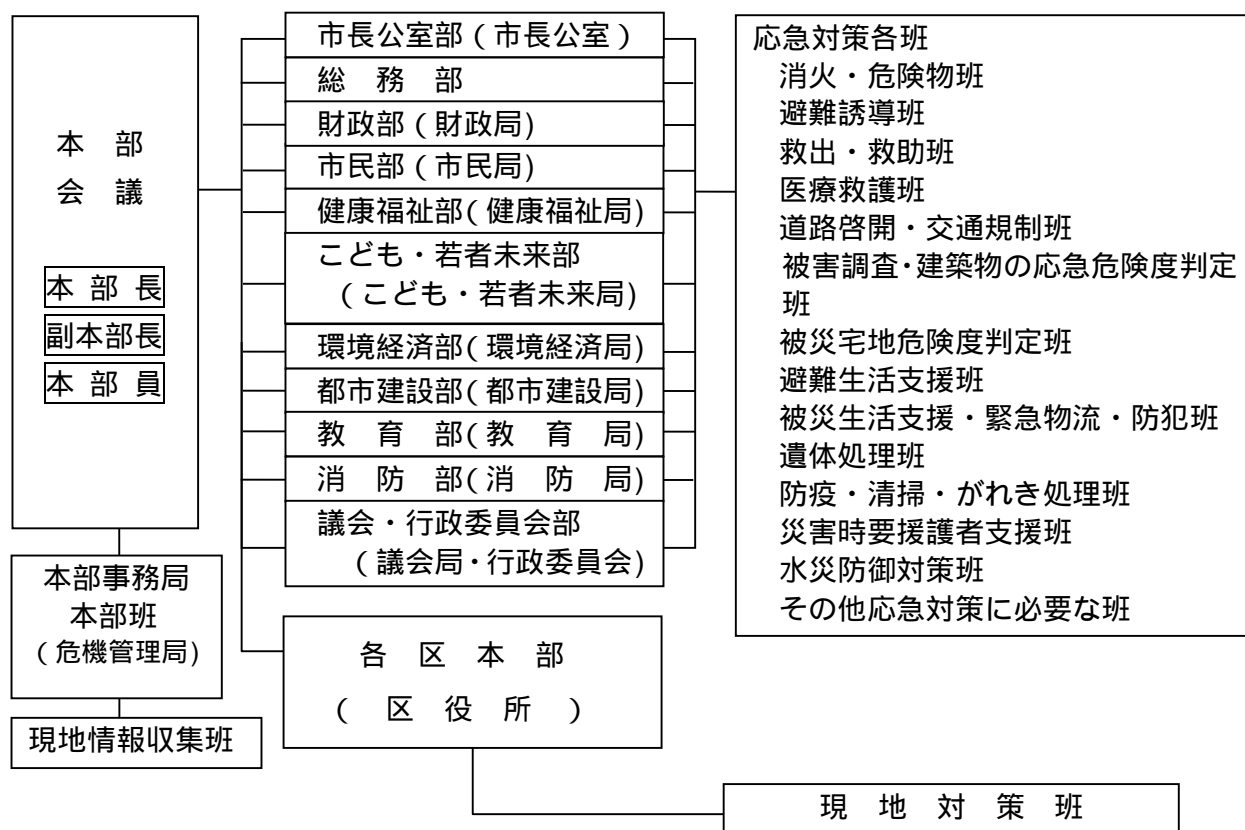 本 部
会 議
本 部 長
副本部長
本 部 員
本部事務局
本部班
(危機管理局)
現地情報収集班
市長公室部(市長公室)
総 務 部
財政部(財政局)
市民部(市民局)
健康福祉部(健康福祉局)
こども・若者未来部
(こども・若者未来局)
環境経済部(環境経済局)
都市建設部(都市建設局)
教 育 部(教 育 局)
消 防 部(消 防 局)
議会・行政委員会部
(議会局・行政委員会)
各 区 本 部
( 区 役 所 )
応急対策各班
消火・危険物班
避難誘導班
救出・救助班
医療救護班
道路啓開・交通規制班
被害調査・建築物の応急危険度判定
班
被災宅地危険度判定班
避難生活支援班
被災生活支援・緊急物流・防犯班
遺体処理班
防疫・清掃・がれき処理班
災害時要援護者支援班
水災防御対策班
その他応急対策に必要な班
現 地 対 策 班